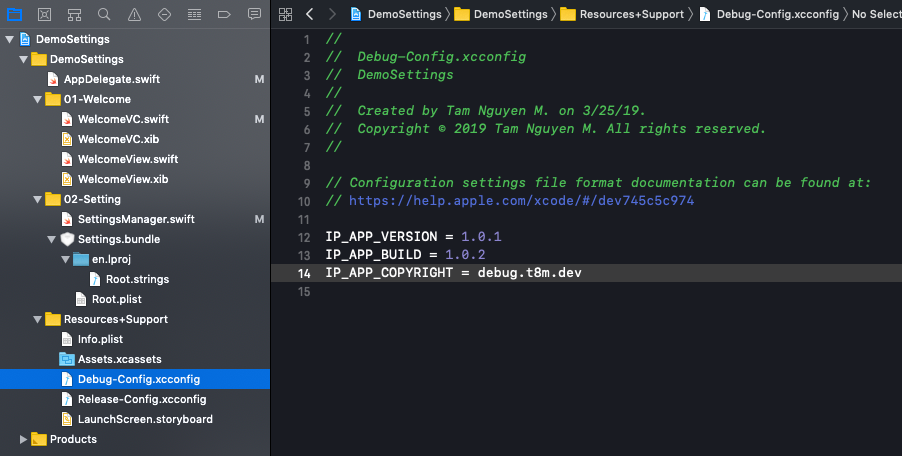 DemoSettings
DemoSettings
AppDelegate.swift M
01-Welcome
WelcomeVC.swift M
WelcomeVC.xib
WelcomeView.swift
WelcomeView.xib
02-Setting
SettingsManager.swift M
Settings.bundle
en.lproj
Root.strings
Root.plist
Resources+Support
Info.plist
Assets.xcassets
Debug-Config.xcconfig
Release-Config.xcconfig
LaunchScreen.storyboard
Products
DemoSettings DemoSettings Resources+Support Debug-Config.xcconfig No Select
1 //
2 //  Debug-Config.xcconfig
3 //  DemoSettings
4 //
5 //  Created by Tam Nguyen M. on 3/25/19.
6 //  Copyright © 2019 Tam Nguyen M. All rights reserved.
7 //
8
9 // Configuration settings file format documentation can be found at:
10 // https://help.apple.com/xcode/#/dev745c5c974
11
12 IP_APP_VERSION = 1.0.1
13 IP_APP_BUILD = 1.0.2
14 IP_APP_COPYRIGHT = debug.t8m.dev
15